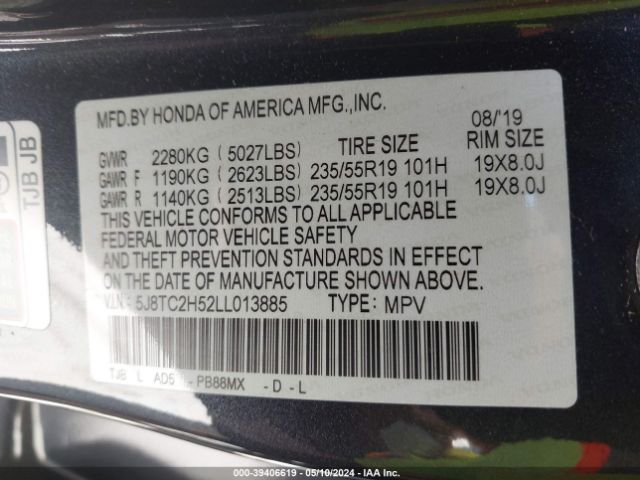 MFD.BY HONDA OF AMERICA MFG.,INC.
08/'19
GVWR 2280KG (5027LBS) TIRE SIZE RIM SIZE
GAWR F 1190KG (2623LBS) 235/55R19 101H 19X8.0J
GAWR R 1140KG (2513LBS) 235/55R19 101H 19X8.0J
THIS VEHICLE CONFORMS TO ALL APPLICABLE
FEDERAL MOTOR VEHICLE SAFETY
AND THEFT PREVENTION STANDARDS IN EFFECT
ON THE DATE OF MANUFACTURE SHOWN ABOVE.
V.I.N.: 5J8TC2H52LL013885 TYPE: MPV
TJB L AD5 - PB88MX -D-L
TJB JB
000-39406619 - 05/10/2024 - IAA Inc.